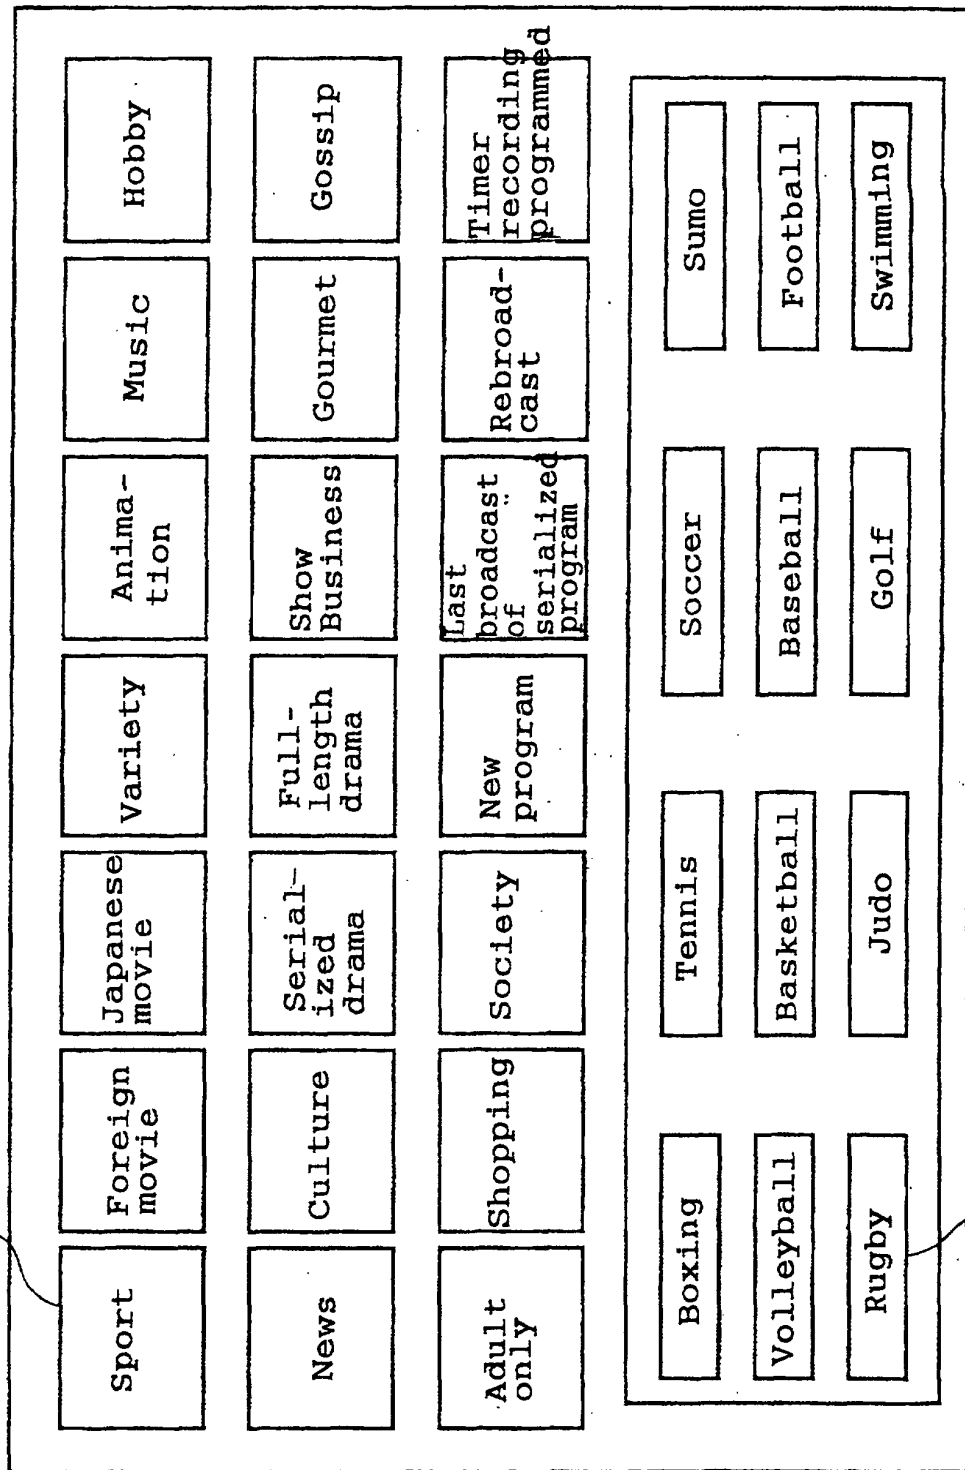 Sport
Foreign
movie
Japanese
movie
Variety
Anima-
tion
Music
Hobby
News
Culture
Serial-
ized
drama
Full-
length
drama
Show
Business
Gourmet
Gossip
Adult
only
Shopping
Society
New
program
Last
broadcast
of
serialized
program
Rebroad-
cast
Timer
recording
programmed
Boxing
Tennis
Soccer
Sumo
Volleyball
Basketball
Baseball
Football
Rugby
Judo
Golf
Swimming